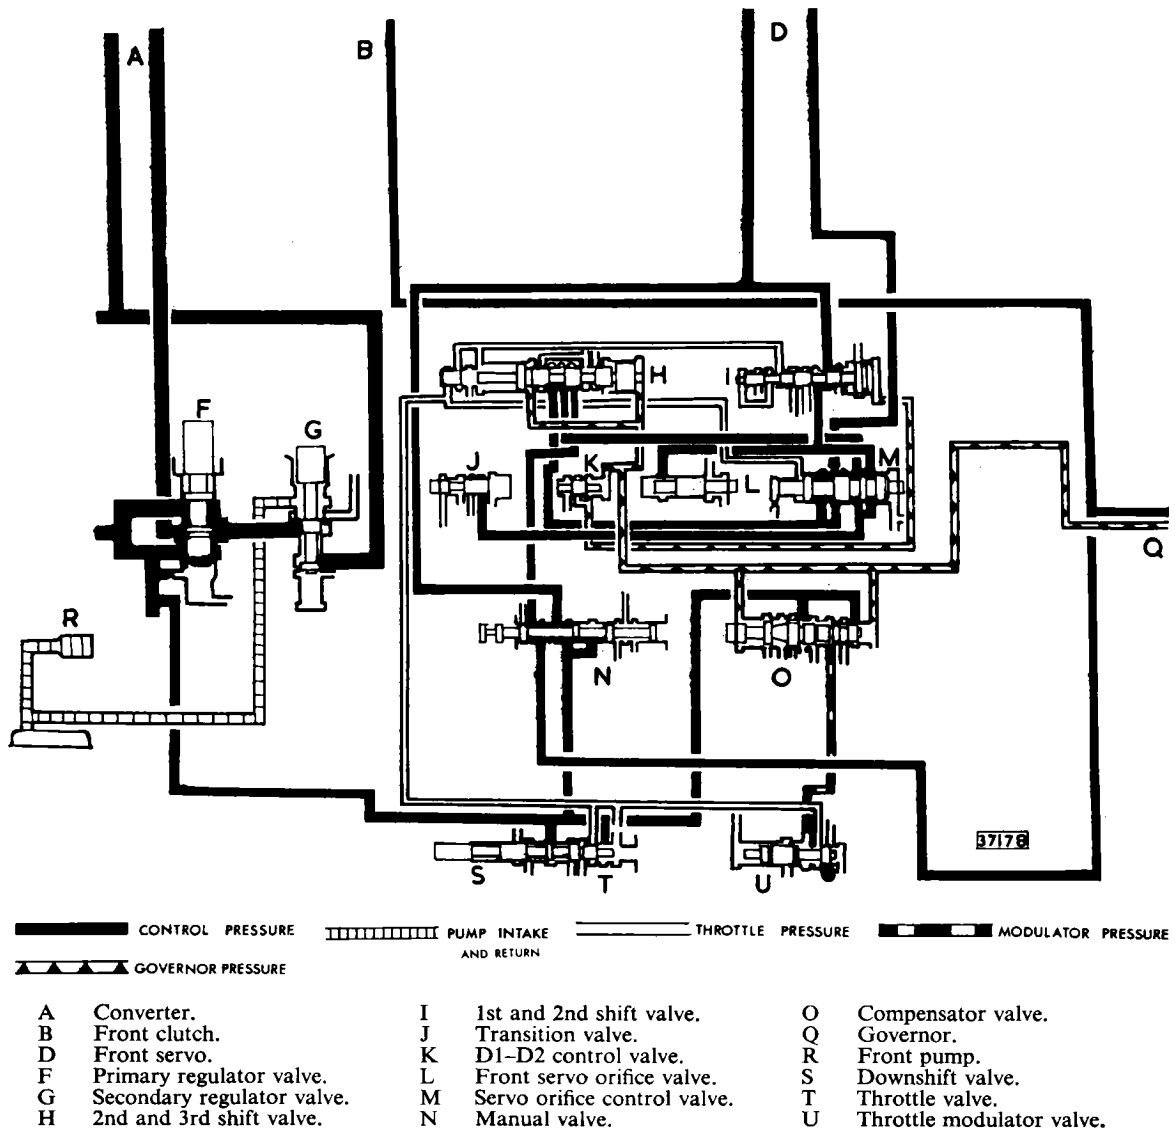 A
B
D
F
G
H
I
J
K
L
M
N
O
Q
R
S
T
U
37178
CONTROL PRESSURE
PUMP INTAKE
AND RETURN
THROTTLE PRESSURE
MODULATOR PRESSURE
GOVERNOR PRESSURE
A Converter.
B Front clutch.
D Front servo.
F Primary regulator valve.
G Secondary regulator valve.
H 2nd and 3rd shift valve.
I 1st and 2nd shift valve.
J Transition valve.
K D1–D2 control valve.
L Front servo orifice valve.
M Servo orifice control valve.
N Manual valve.
O Compensator valve.
Q Governor.
R Front pump.
S Downshift valve.
T Throttle valve.
U Throttle modulator valve.